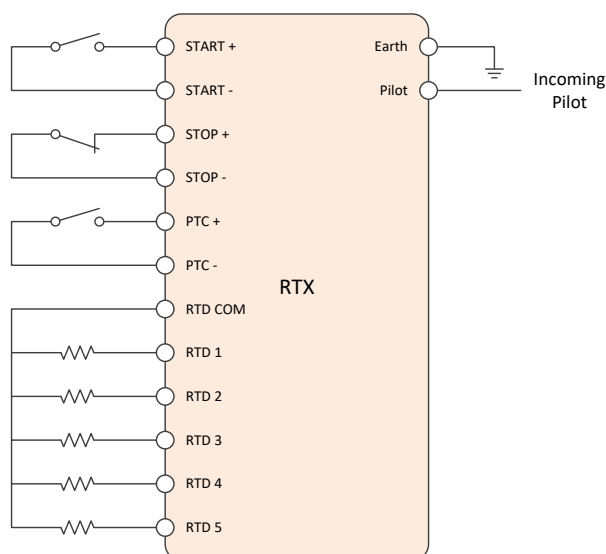 START +
START -
STOP +
STOP -
PTC +
PTC -
RTD COM
RTD 1
RTD 2
RTD 3
RTD 4
RTD 5
RTX
Earth
Pilot
Incoming
Pilot